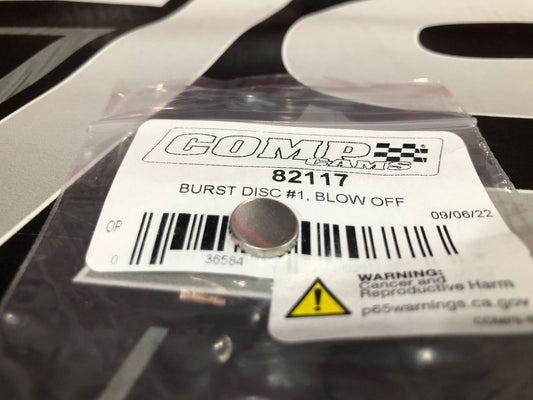 COMP
CAMS
82117
BURST DISC #1, BLOW OFF
09/06/22
OP
0
36584
WARNING:
Cancer and
Reproductive Harm
p65warnings.ca.gov